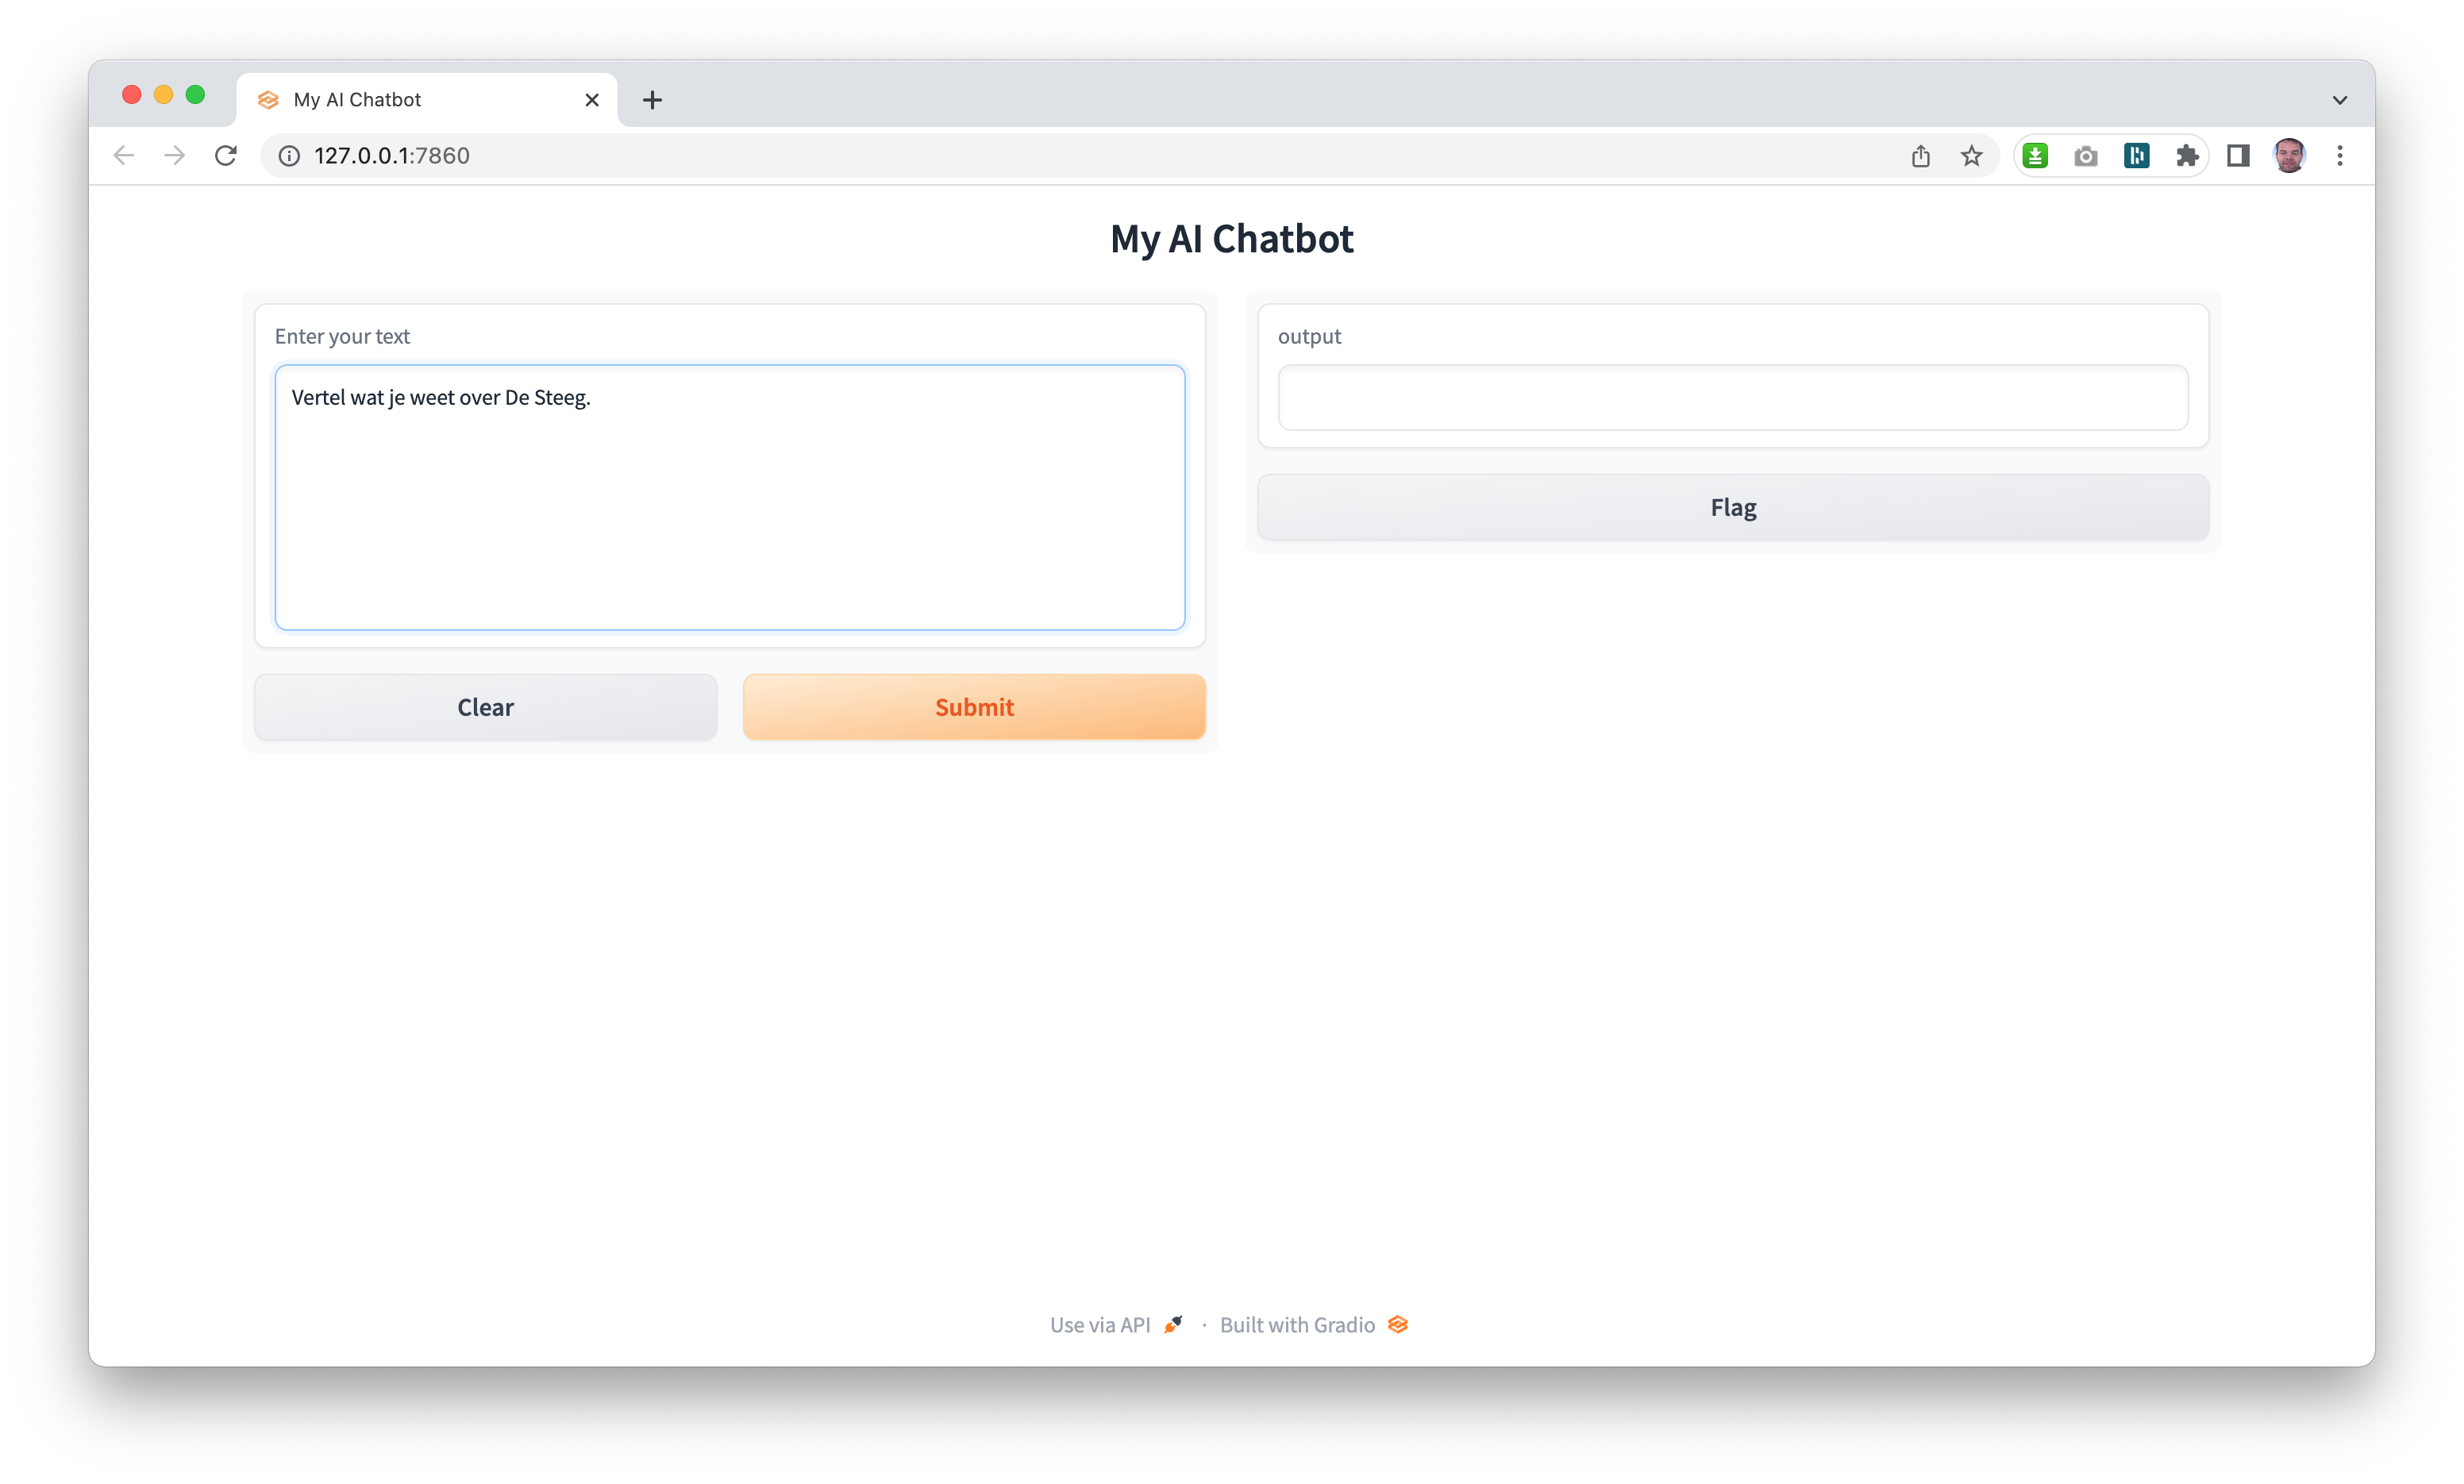 My AI Chatbot
127.0.0.1:7860
My AI Chatbot
Enter your text
Vertel wat je weet over De Steeg.
Clear
Submit
output
Flag
Use via API · Built with Gradio